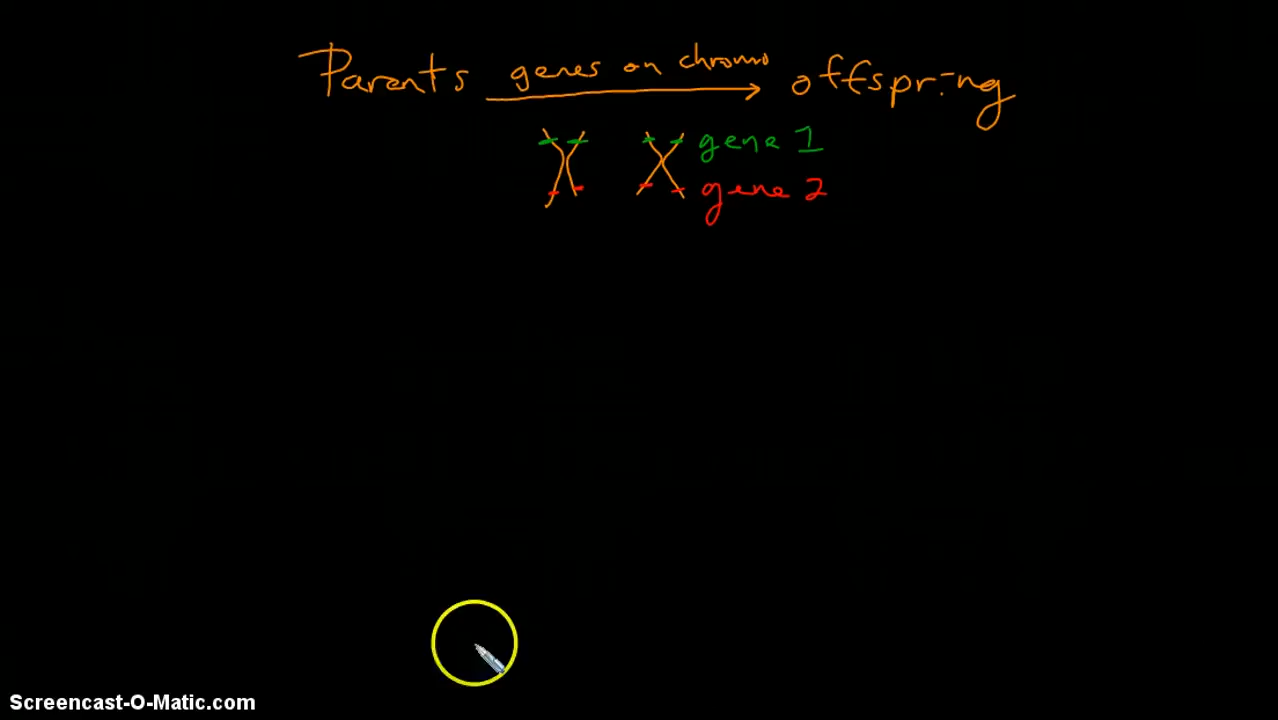 Parents genes on chromo offspring
gene 1
gene 2
Screencast-O-Matic.com